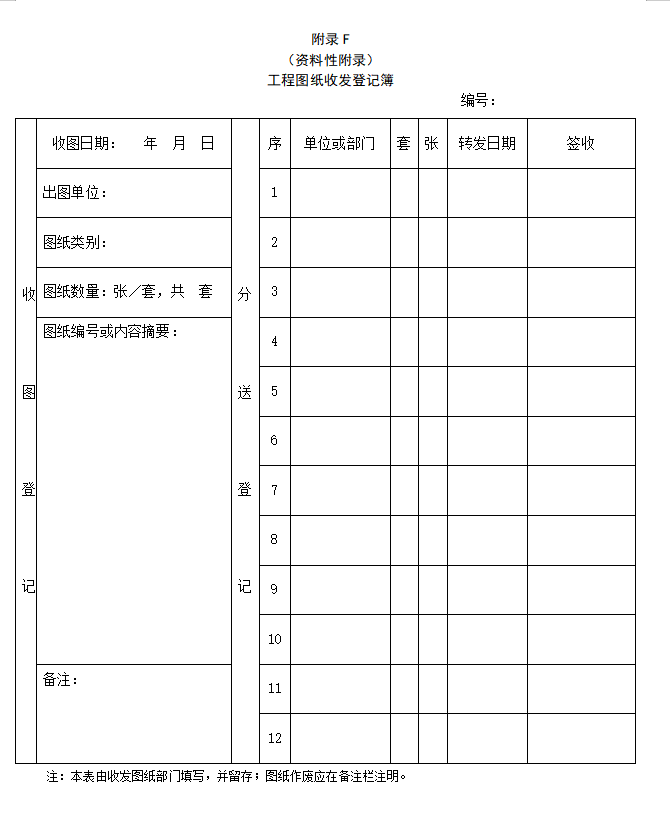 附录 F
（资料性附录）
工程图纸收发登记簿
编号：
收图登记
收图日期：　年　月　日
出图单位：
图纸类别：
图纸数量：张／套，共　套
图纸编号或内容摘要：
备注：
分送登记
序 单位或部门 套 张 转发日期 签收
1
2
3
4
5
6
7
8
9
10
11
12
注：本表由收发图纸部门填写，并留存；图纸作废应在备注栏注明。